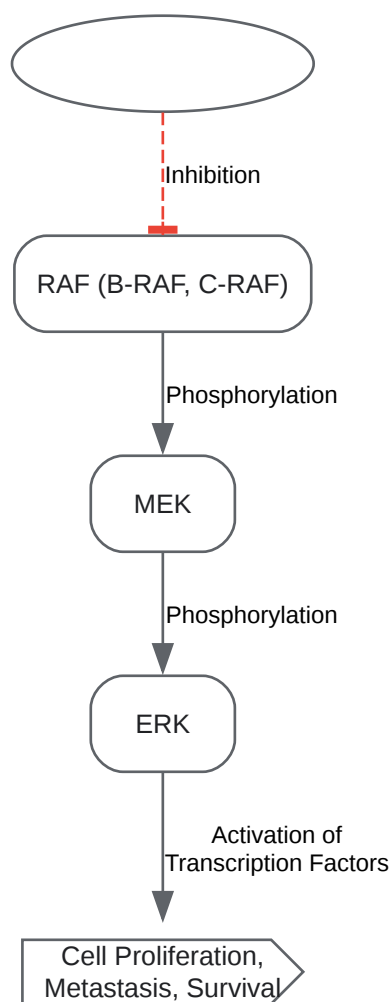 Inhibition
RAF (B-RAF, C-RAF)
Phosphorylation
MEK
Phosphorylation
ERK
Activation of
Transcription Factors
Cell Proliferation,
Metastasis, Survival